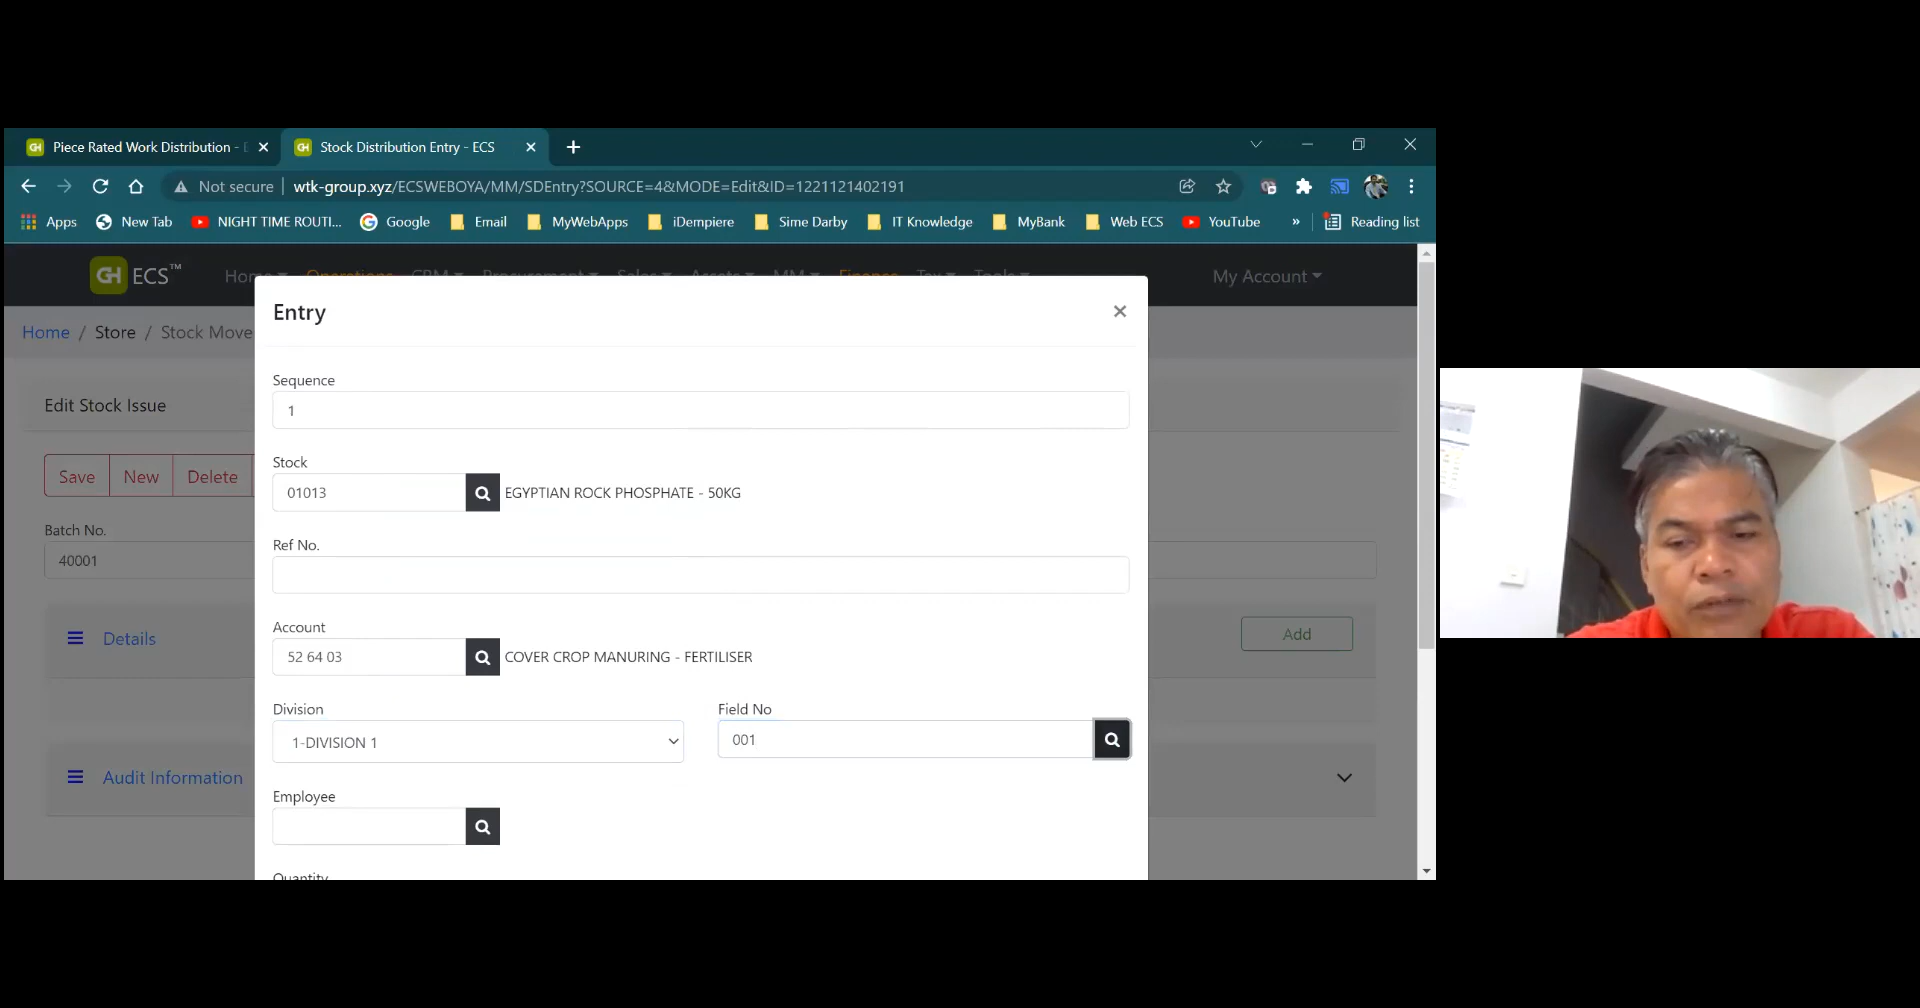 Piece Rated Work Distribution - E
Stock Distribution Entry - ECS
Not secure
wtk-group.xyz/ECSWEBOYA/MM/SDEntry?SOURCE=4&MODE=Edit&ID=1221121402191
Apps
New Tab
NIGHT TIME ROUTI...
Google
Email
MyWebApps
iDempiere
Sime Darby
IT Knowledge
MyBank
Web ECS
YouTube
»
Reading list
GH ECS™
Home
Operations
CRM
Procurement
Sales
Assets
MM
Finance
Tax
Tools
My Account
Home / Store / Stock Move
Edit Stock Issue
Save
New
Delete
Batch No.
40001
Details
Add
Audit Information
Entry
Sequence
1
Stock
01013
EGYPTIAN ROCK PHOSPHATE - 50KG
Ref No.
Account
52 64 03
COVER CROP MANURING - FERTILISER
Division
Field No
1-DIVISION 1
001
Employee
Quantity